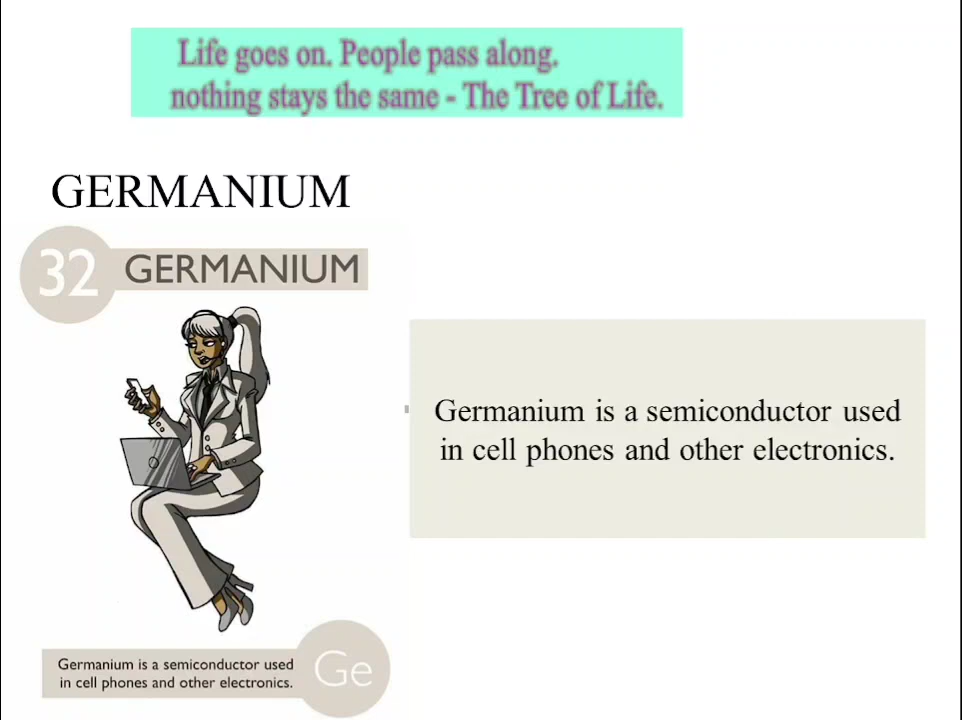 Life goes on. People pass along.
nothing stays the same - The Tree of Life.
GERMANIUM
32 GERMANIUM
Germanium is a semiconductor used
in cell phones and other electronics.
Germanium is a semiconductor used
in cell phones and other electronics.
Ge